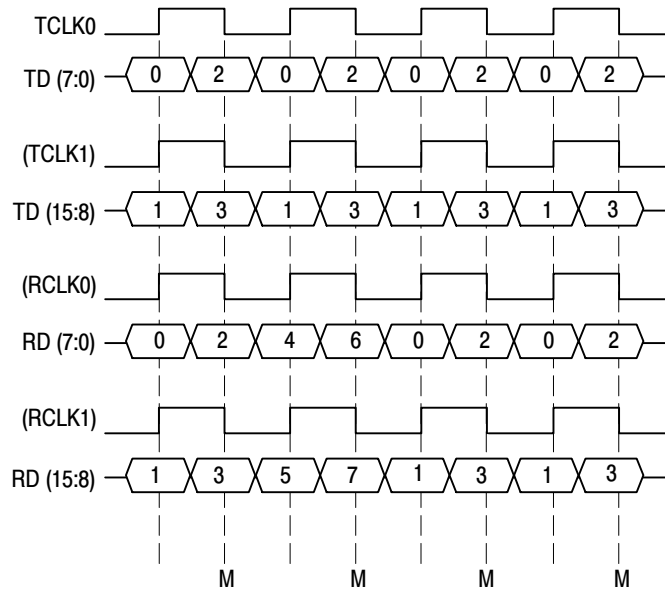 TCLK0
TD (7:0) 0 2 0 2 0 2 0 2
(TCLK1)
TD (15:8) 1 3 1 3 1 3 1 3
(RCLK0)
RD (7:0) 0 2 4 6 0 2 0 2
(RCLK1)
RD (15:8) 1 3 5 7 1 3 1 3
M M M M